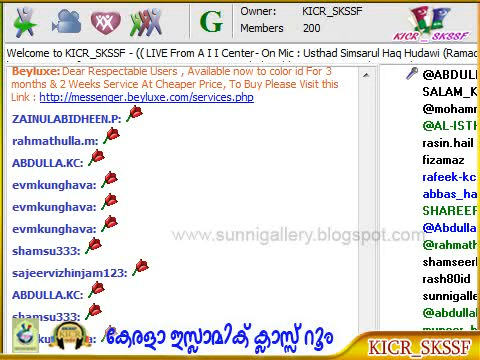 Owner: KICR_SKSSF
Members 200
KICR_SKSSF
Welcome to KICR_SKSSF - (( LIVE From A I I Center- On Mic : Usthad Simsarul Haq Hudawi (Ramad
Beyluxe: Dear Respectable Users , Available now to color id For 3
months & 2 Weeks Service At Cheaper Price, To Buy Please Visit this
Link : http://messenger.beyluxe.com/services.php
ZAINULABIDHEEN.P:
rahmathulla.m:
ABDULLA.KC:
evmkunghava:
evmkunghava:
evmkunghava:
shamsu333:
sajeervizhinjam123:
ABDULLA.KC:
shamsu333:
www.sunnigallery.blogspot.com
@ABDUL
SALAM_K
@moham
@AL-IST
rasin.hail
fizamaz
rafeek-kc
abbas_ha
SHAREEF
@Abdulla
@rahmath
shamseer
rash80id
sunnigalle
@abdulla
കേരളാ ഇസ്ലാമിക് ക്ലാസ്സ് റൂം
KICR_SKSSF